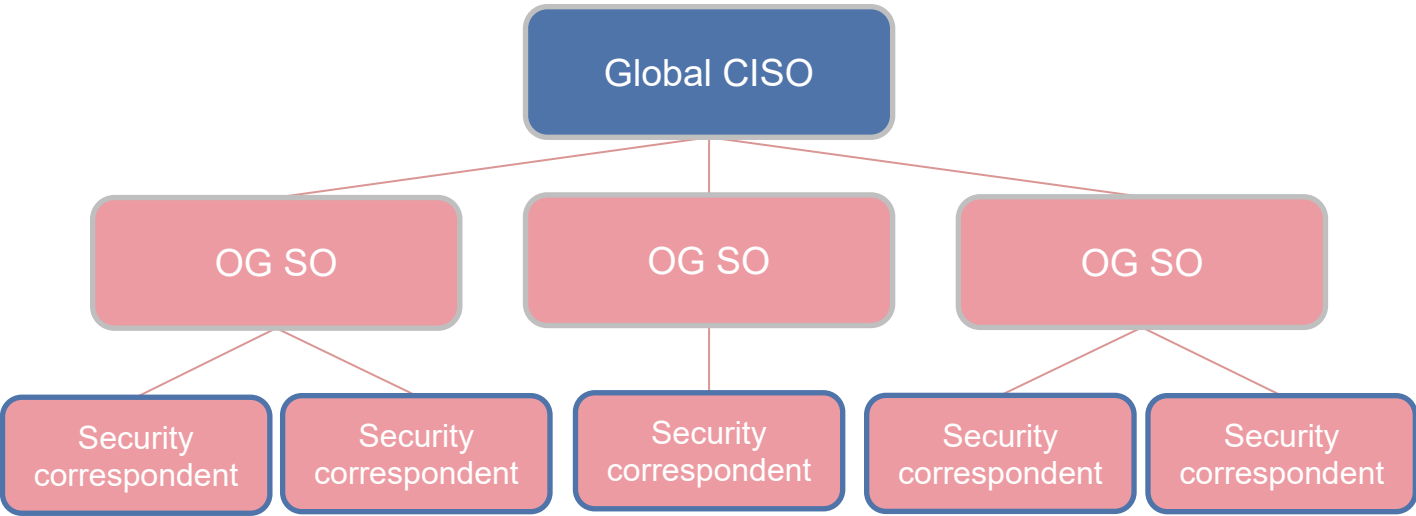 Global CISO
OG SO
OG SO
OG SO
Security
correspondent
Security
correspondent
Security
correspondent
Security
correspondent
Security
correspondent